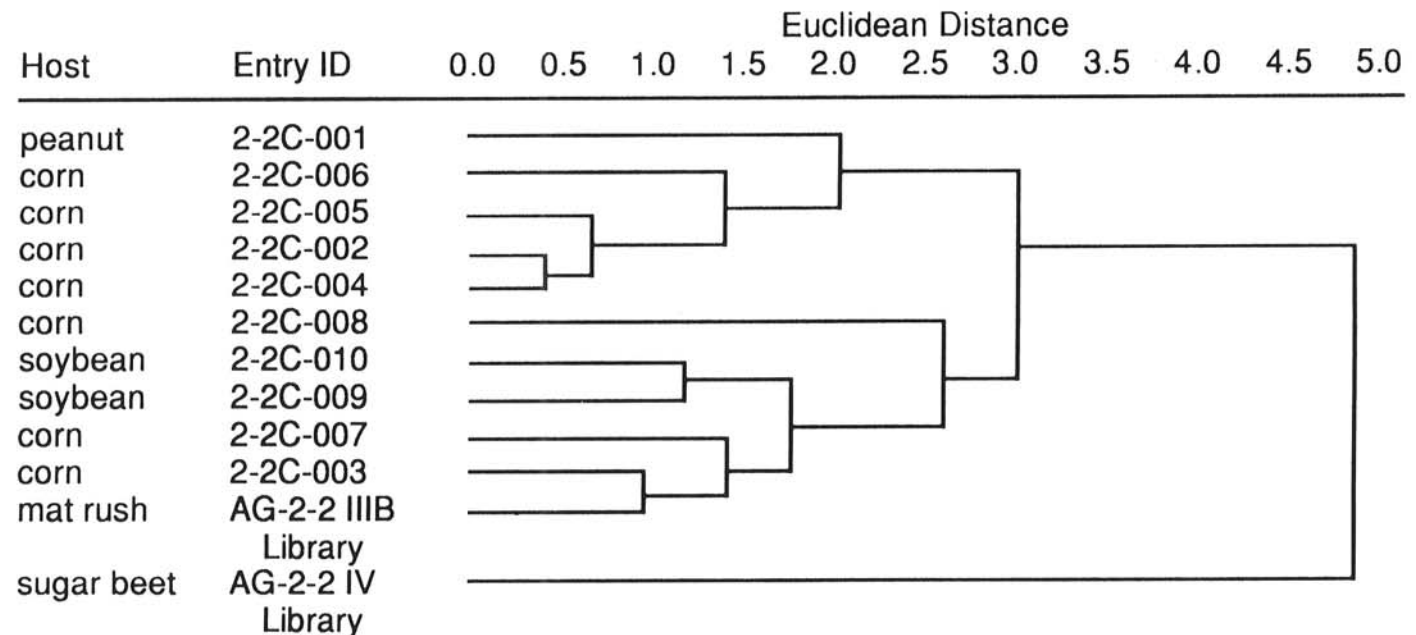 Euclidean Distance
Host Entry ID 0.0 0.5 1.0 1.5 2.0 2.5 3.0 3.5 4.0 4.5 5.0
peanut 2-2C-001
corn 2-2C-006
corn 2-2C-005
corn 2-2C-002
corn 2-2C-004
corn 2-2C-008
soybean 2-2C-010
soybean 2-2C-009
corn 2-2C-007
corn 2-2C-003
mat rush AG-2-2 IIIB
Library
sugar beet AG-2-2 IV
Library